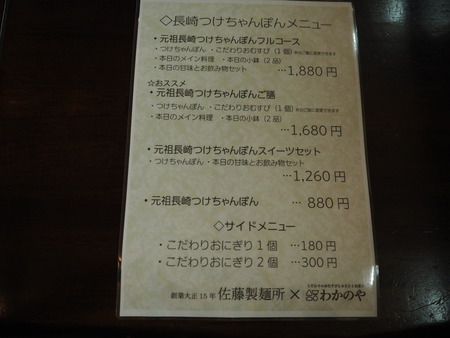 ◇長崎つけちゃんぽんメニュー
・元祖長崎つけちゃんぽんフルコース
・つけちゃんぽん ・こだわりおむすび (1個)
・本日のメイン料理 ・本日の小鉢 (2品)
・本日の甘味とお飲み物セット …1,880円
☆おススメ
・元祖長崎つけちゃんぽんご膳
・つけちゃんぽん ・こだわりおむすび (1個)
・本日のメイン料理 ・本日の小鉢 (2品)
…1,680円
・元祖長崎つけちゃんぽんスイーツセット
・つけちゃんぽん・本日の甘味とお飲み物セット
…1,260円
・元祖長崎つけちゃんぽん … 880円
◇サイドメニュー
・こだわりおにぎり1個 …180円
・こだわりおにぎり2個 …300円
創業大正15年 佐藤製麺所 × わかのや